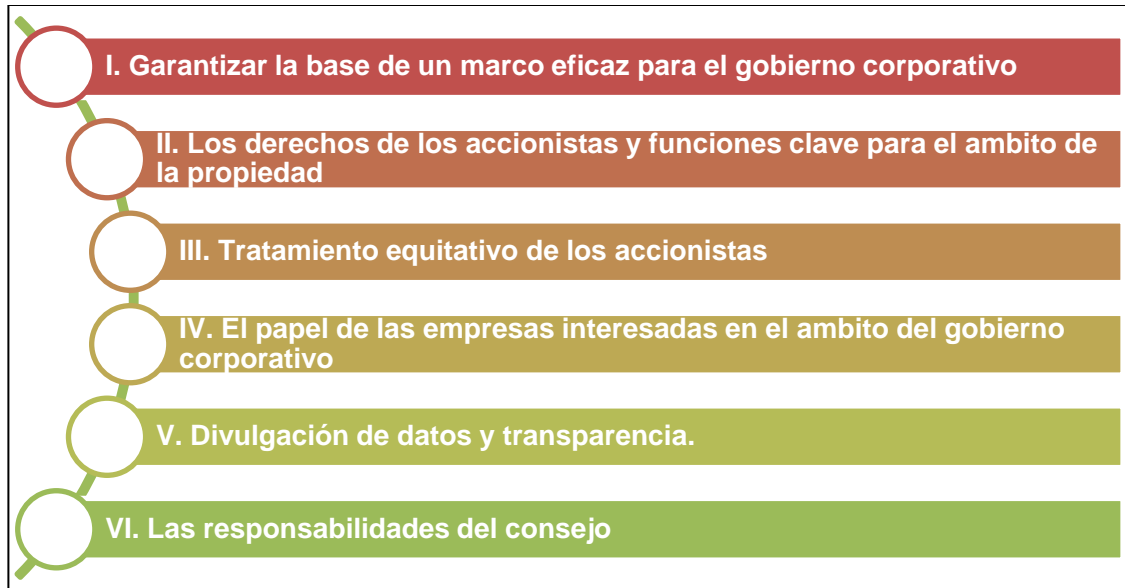 I. Garantizar la base de un marco eficaz para el gobierno corporativo
II. Los derechos de los accionistas y funciones clave para el ambito de
la propiedad
III. Tratamiento equitativo de los accionistas
IV. El papel de las empresas interesadas en el ambito del gobierno
corporativo
V. Divulgación de datos y transparencia.
VI. Las responsabilidades del consejo